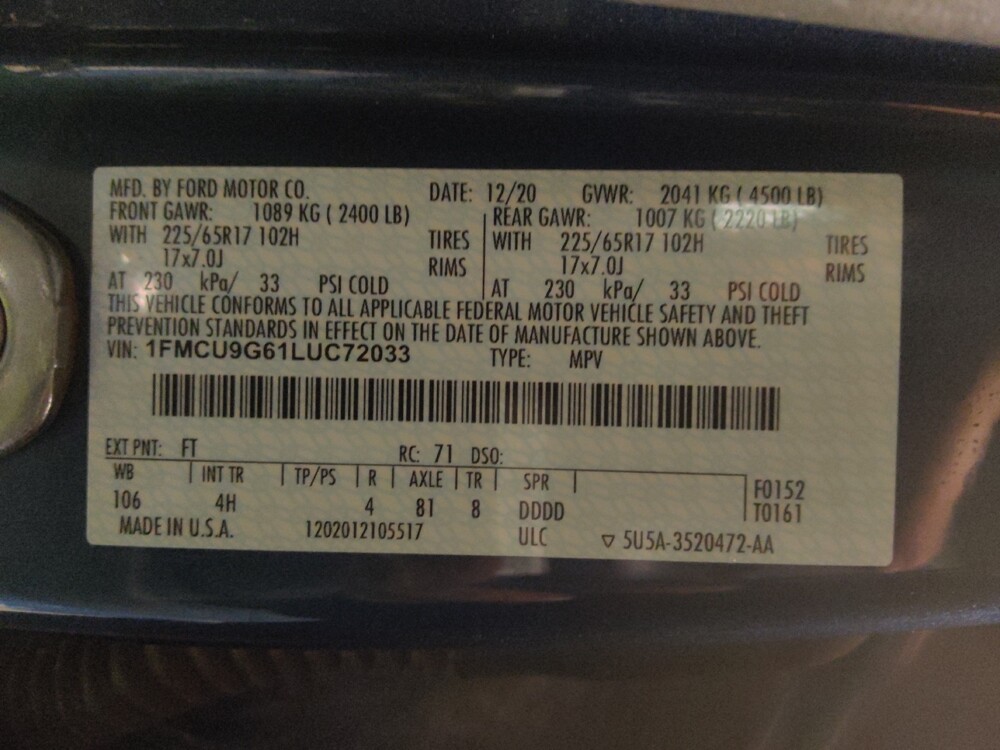 MFD. BY FORD MOTOR CO. DATE: 12/20 GVWR: 2041 KG ( 4500 LB)
FRONT GAWR: 1089 KG ( 2400 LB) REAR GAWR: 1007 KG ( 2220 LB)
WITH 225/65R17 102H TIRES WITH 225/65R17 102H TIRES
17x7.0J RIMS 17x7.0J RIMS
AT 230 kPa/ 33 PSI COLD AT 230 kPa/ 33 PSI COLD
THIS VEHICLE CONFORMS TO ALL APPLICABLE FEDERAL MOTOR VEHICLE SAFETY AND THEFT
PREVENTION STANDARDS IN EFFECT ON THE DATE OF MANUFACTURE SHOWN ABOVE.
VIN: 1FMCU9G61LUC72033 TYPE: MPV
EXT PNT: FT RC: 71 DSO:
WB INT TR TP/PS R AXLE TR SPR F0152
106 4H 4 81 8 DDDD T0161
MADE IN U.S.A. 1202012105517 ULC ▽ 5U5A-3520472-AA